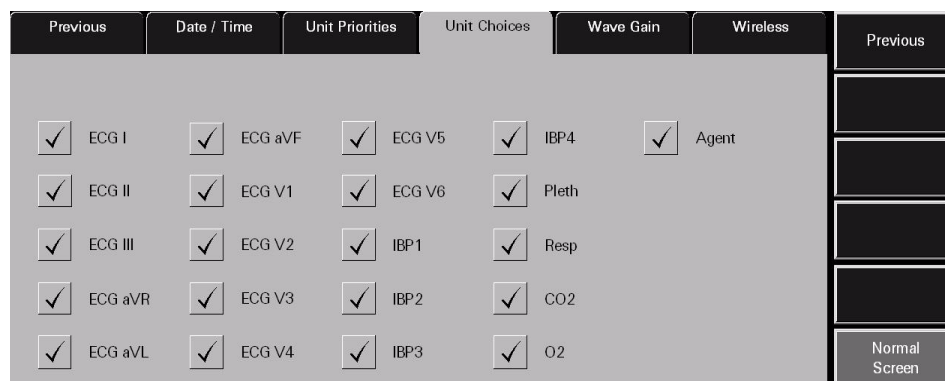 Previous
Date / Time
Unit Priorities
Unit Choices
Wave Gain
Wireless
Previous
ECG I
ECG aVF
ECG V5
IBP4
Agent
ECG II
ECG V1
ECG V6
Pleth
ECG III
ECG V2
IBP1
Resp
ECG aVR
ECG V3
IBP2
CO2
ECG aVL
ECG V4
IBP3
O2
Normal
Screen